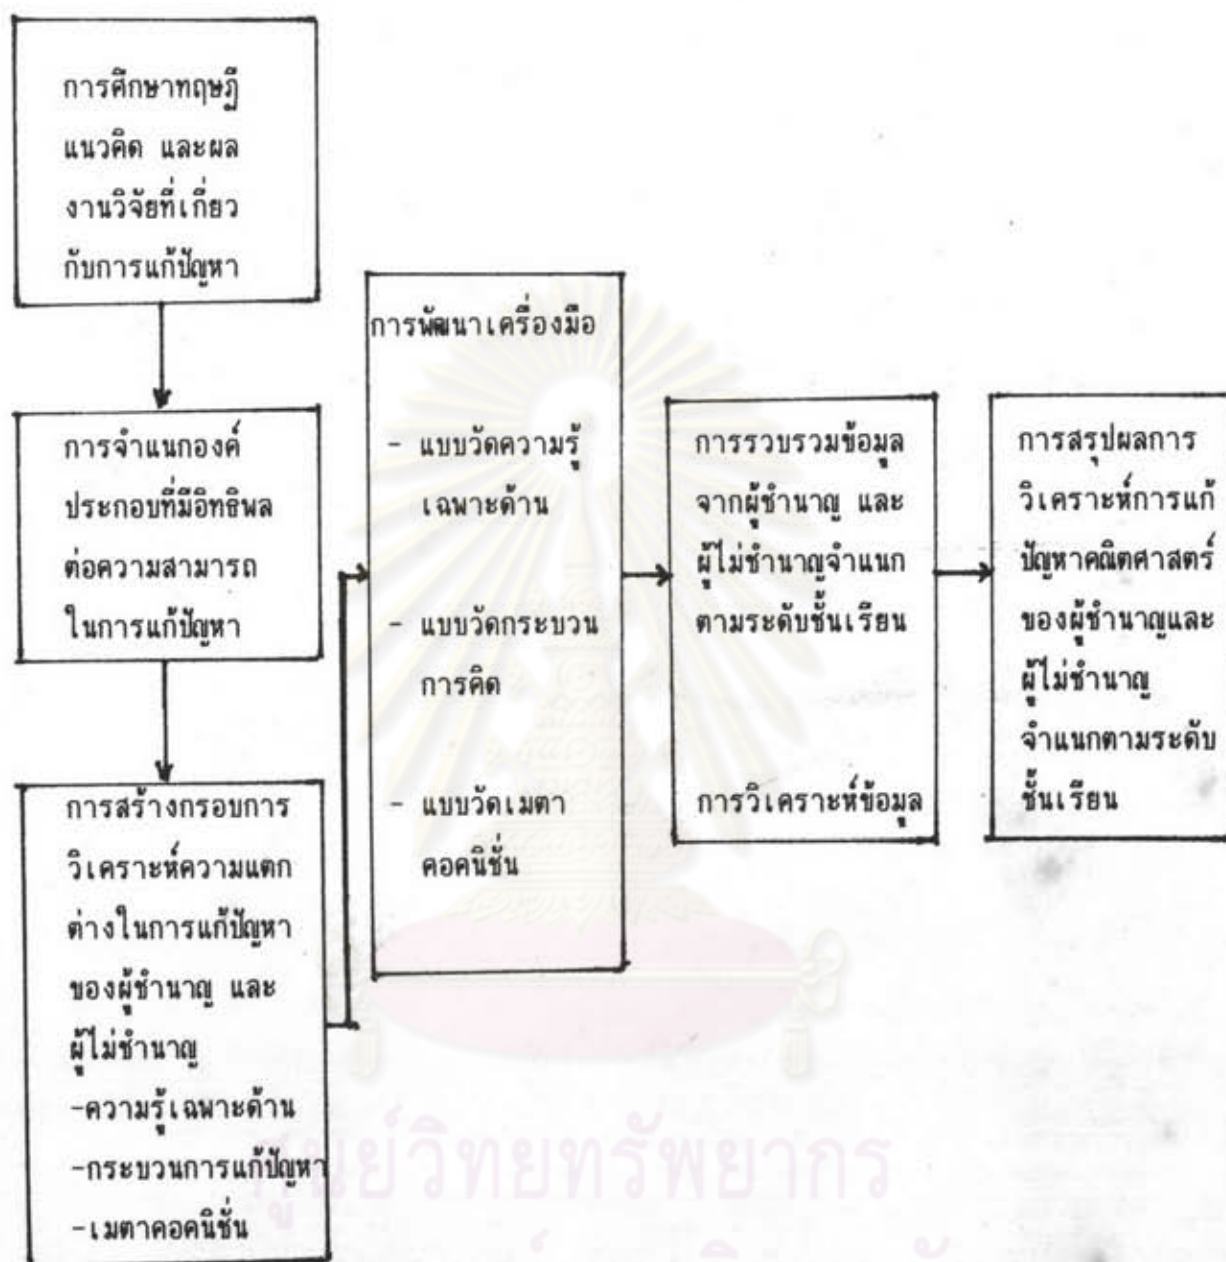 การศึกษาทฤษฎี
แนวคิด และผล
งานวิจัยที่เกี่ยว
กับการแก้ปัญหา
การจำแนกองค์
ประกอบที่มีอิทธิพล
ต่อความสามารถ
ในการแก้ปัญหา
การสร้างกรอบการ
วิเคราะห์ความแตก
ต่างในการแก้ปัญหา
ของผู้ชำนาญ และ
ผู้ไม่ชำนาญ
-ความรู้เฉพาะด้าน
-กระบวนการแก้ปัญหา
-เมตาคอคนิชั่น
การพัฒนาเครื่องมือ
- แบบวัดความรู้
เฉพาะด้าน
- แบบวัดกระบวน
การคิด
- แบบวัดเมตา
คอคนิชั่น
การรวบรวมข้อมูล
จากผู้ชำนาญ และ
ผู้ไม่ชำนาญจำแนก
ตามระดับชั้นเรียน
การวิเคราะห์ข้อมูล
การสรุปผลการ
วิเคราะห์การแก้
ปัญหาคณิตศาสตร์
ของผู้ชำนาญและ
ผู้ไม่ชำนาญ
จำแนกตามระดับ
ชั้นเรียน
ศูนย์วิทยทรัพยากร